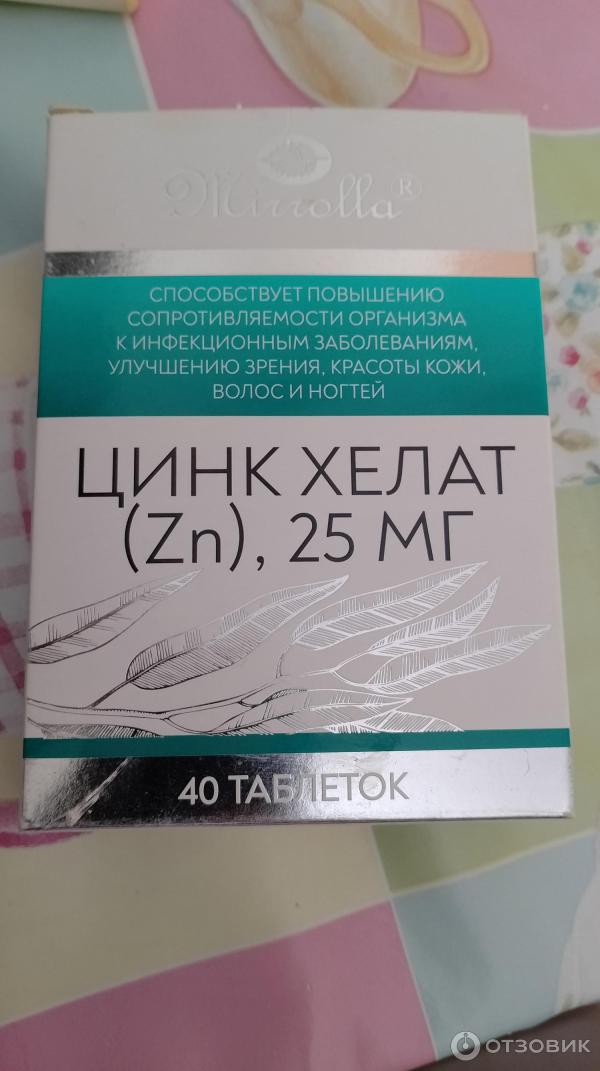 Mirrolla®
СПОСОБСТВУЕТ ПОВЫШЕНИЮ
СОПРОТИВЛЯЕМОСТИ ОРГАНИЗМА
К ИНФЕКЦИОННЫМ ЗАБОЛЕВАНИЯМ,
УЛУЧШЕНИЮ ЗРЕНИЯ, КРАСОТЫ КОЖИ,
ВОЛОС И НОГТЕЙ
ЦИНК ХЕЛАТ
(Zn), 25 МГ
40 ТАБЛЕТОК
ОТЗОВИК